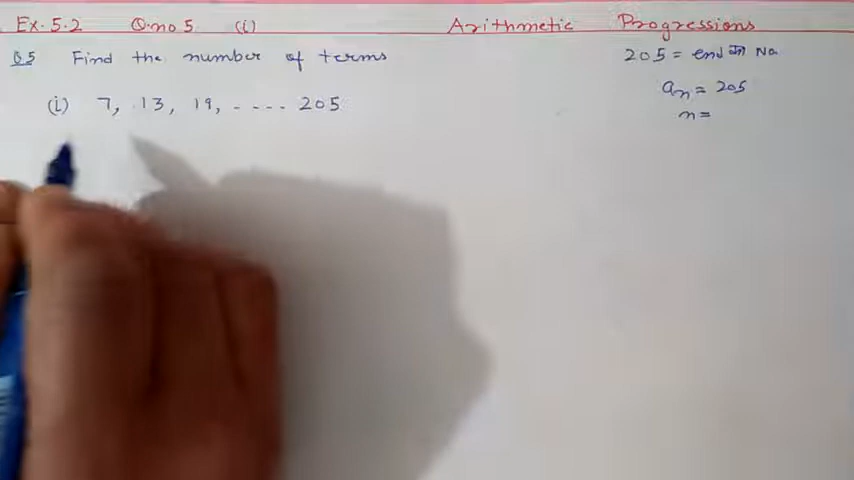 Ex. 5.2 Q.no 5 (i) Arithmetic Progressions
Q5 Find the number of terms
(i) 7, 13, 19, ..... 205
205 = end का No.
an = 205
n =